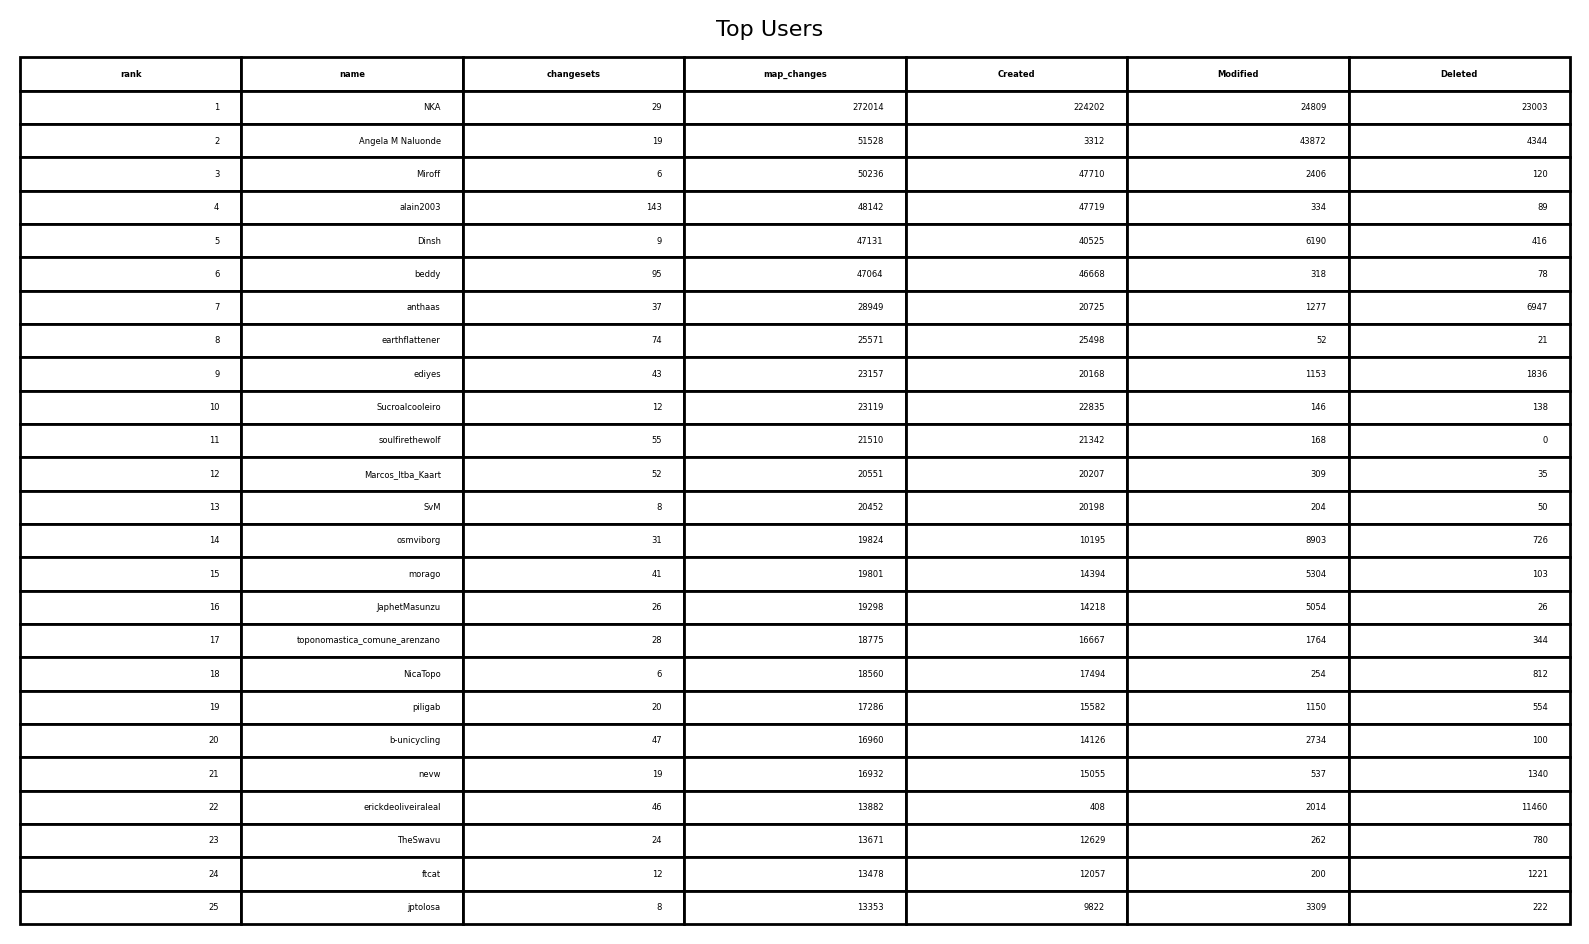 Top Users
rank name changesets map_changes Created Modified Deleted
1 NKA 29 272014 224202 24809 23003
2 Angela M Naluonde 19 51528 3312 43872 4344
3 Miroff 6 50236 47710 2406 120
4 alain2003 143 48142 47719 334 89
5 Dinsh 9 47131 40525 6190 416
6 beddy 95 47064 46668 318 78
7 anthaas 37 28949 20725 1277 6947
8 earthflattener 74 25571 25498 52 21
9 ediyes 43 23157 20168 1153 1836
10 Sucroalcooleiro 12 23119 22835 146 138
11 soulfirethewolf 55 21510 21342 168 0
12 Marcos_Itba_Kaart 52 20551 20207 309 35
13 SvM 8 20452 20198 204 50
14 osmviborg 31 19824 10195 8903 726
15 morago 41 19801 14394 5304 103
16 JaphetMasunzu 26 19298 14218 5054 26
17 toponomastica_comune_arenzano 28 18775 16667 1764 344
18 NicaTopo 6 18560 17494 254 812
19 piligab 20 17286 15582 1150 554
20 b-unicycling 47 16960 14126 2734 100
21 nevw 19 16932 15055 537 1340
22 erickdeoliveiraleal 46 13882 408 2014 11460
23 TheSwavu 24 13671 12629 262 780
24 ftcat 12 13478 12057 200 1221
25 jptolosa 8 13353 9822 3309 222